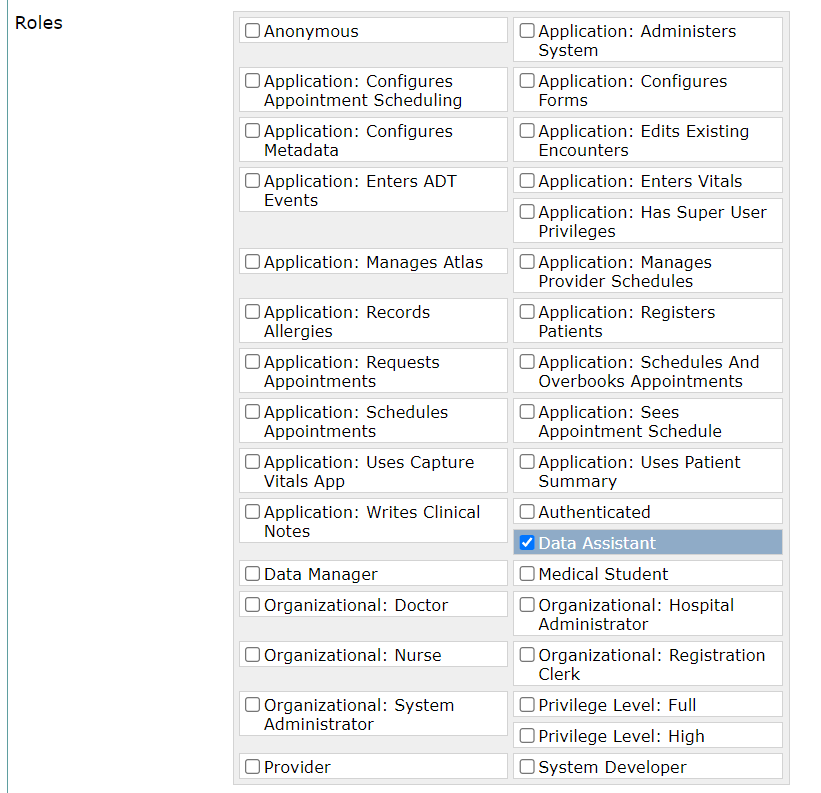 Roles
Anonymous
Application: Administers
System
Application: Configures
Appointment Scheduling
Application: Configures
Forms
Application: Configures
Metadata
Application: Edits Existing
Encounters
Application: Enters ADT
Events
Application: Enters Vitals
Application: Has Super User
Privileges
Application: Manages Atlas
Application: Manages
Provider Schedules
Application: Records
Allergies
Application: Registers
Patients
Application: Requests
Appointments
Application: Schedules And
Overbooks Appointments
Application: Schedules
Appointments
Application: Sees
Appointment Schedule
Application: Uses Capture
Vitals App
Application: Uses Patient
Summary
Application: Writes Clinical
Notes
Authenticated
Data Assistant
Data Manager
Medical Student
Organizational: Doctor
Organizational: Hospital
Administrator
Organizational: Nurse
Organizational: Registration
Clerk
Organizational: System
Administrator
Privilege Level: Full
Privilege Level: High
Provider
System Developer